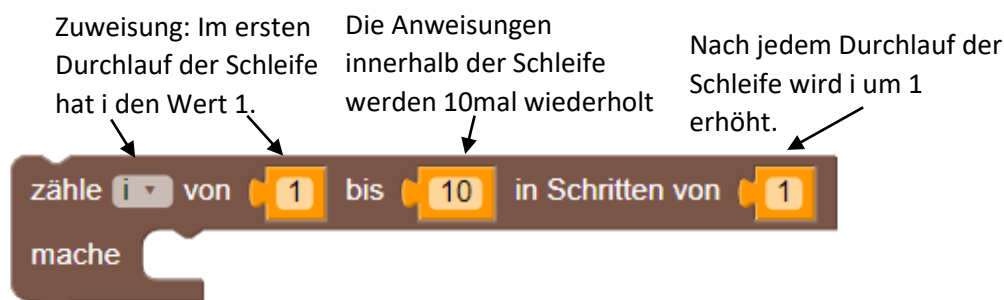 Zuweisung: Im ersten
Durchlauf der Schleife
hat i den Wert 1.
Die Anweisungen
innerhalb der Schleife
werden 10mal wiederholt
Nach jedem Durchlauf der
Schleife wird i um 1
erhöht.
zähle i von 1 bis 10 in Schritten von 1
mache